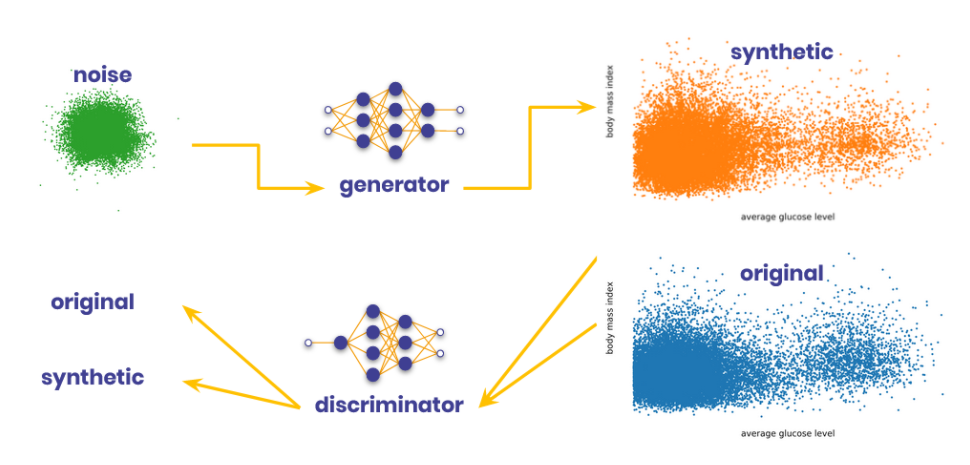 noise
generator
synthetic
body mass index
average glucose level
original
synthetic
discriminator
original
body mass index
average glucose level